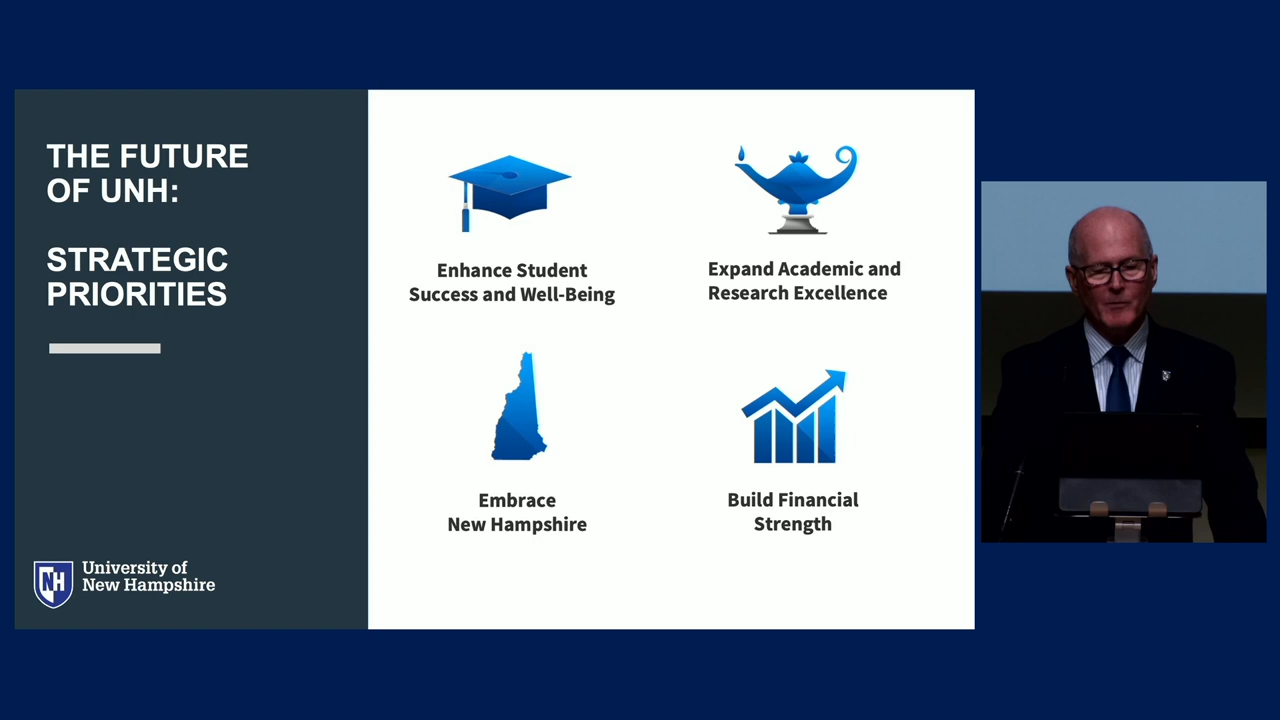 THE FUTURE
OF UNH:
STRATEGIC
PRIORITIES
Enhance Student
Success and Well-Being
Expand Academic and
Research Excellence
Embrace
New Hampshire
Build Financial
Strength
NH
University of
New Hampshire